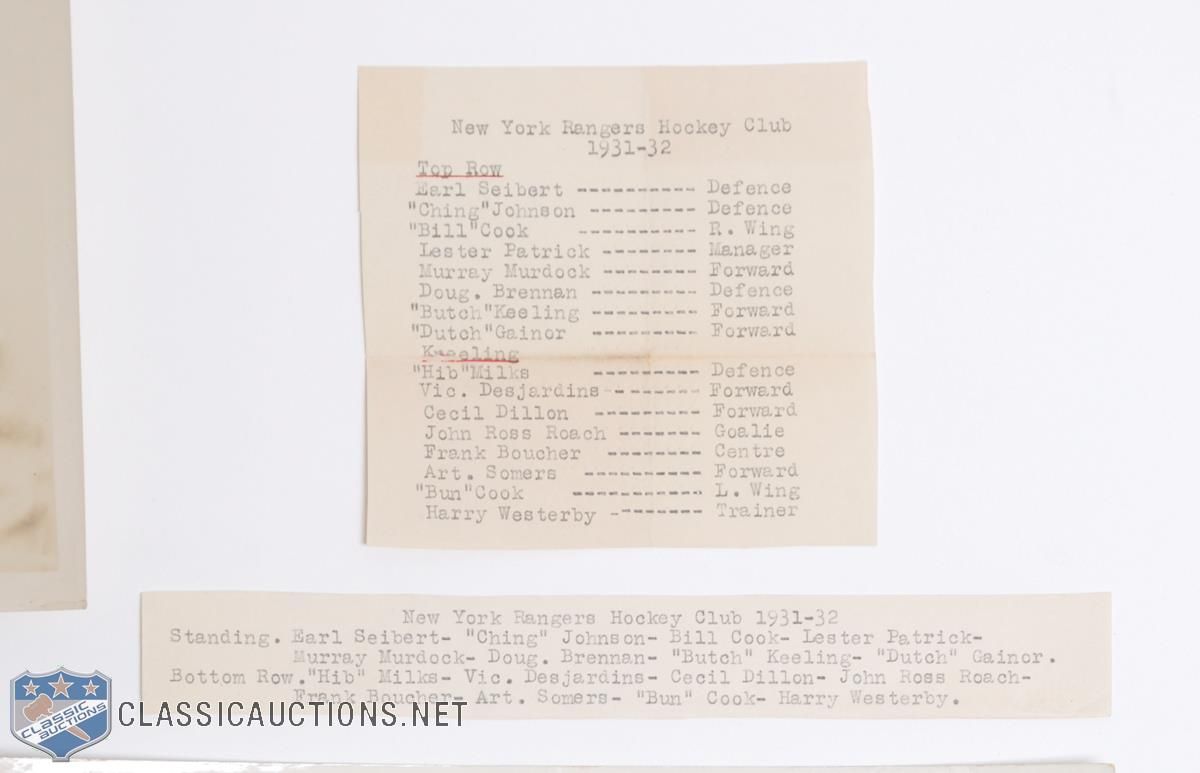 New York Rangers Hockey Club
1931-32
Top Row
Earl Seibert ---------- Defence
"Ching"Johnson --------- Defence
"Bill"Cook ---------- R. Wing
Lester Patrick -------- Manager
Murray Murdock -------- Forward
Doug. Brennan --------- Defence
"Butch"Keeling --------- Forward
"Dutch"Gainor --------- Forward
Kneeling
"Hib"Milks --------- Defence
Vic. Desjardins-------- Forward
Cecil Dillon --------- Forward
John Ross Roach ------- Goalie
Frank Boucher -------- Centre
Art. Somers ---------- Forward
"Bun"Cook ----------- L. Wing
Harry Westerby -------- Trainer
New York Rangers Hockey Club 1931-32
Standing. Earl Seibert- "Ching" Johnson- Bill Cook- Lester Patrick-
Murray Murdock- Doug. Brennan- "Butch" Keeling- "Dutch" Gainor.
Bottom Row."Hib" Milks- Vic. Desjardins- Cecil Dillon- John Ross Roach-
Frank Boucher- Art. Somers- "Bun" Cook- Harry Westerby.
CLASSIC AUCTIONS
CLASSICAUCTIONS.NET